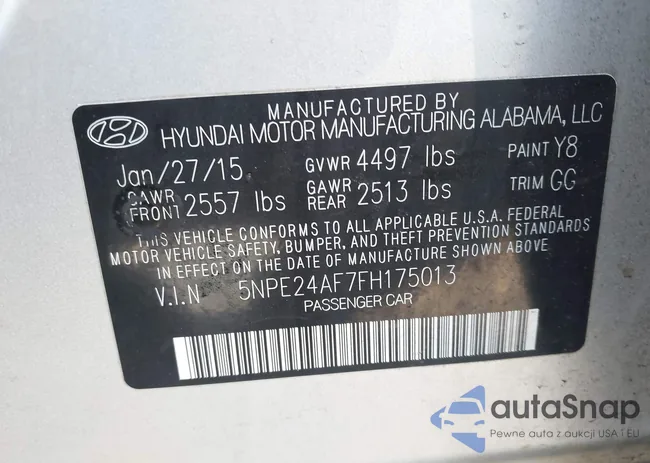 MANUFACTURED BY
HYUNDAI MOTOR MANUFACTURING ALABAMA, LLC
Jan/27/15 GVWR 4497 lbs PAINT Y8
GAWR FRONT 2557 lbs GAWR REAR 2513 lbs TRIM GG
THIS VEHICLE CONFORMS TO ALL APPLICABLE U.S.A. FEDERAL
MOTOR VEHICLE SAFETY, BUMPER, AND THEFT PREVENTION STANDARDS
IN EFFECT ON THE DATE OF MANUFACTURE SHOWN ABOVE.
V.I.N 5NPE24AF7FH175013
PASSENGER CAR
autaSnap
Pewne auta z aukcji USA i EU